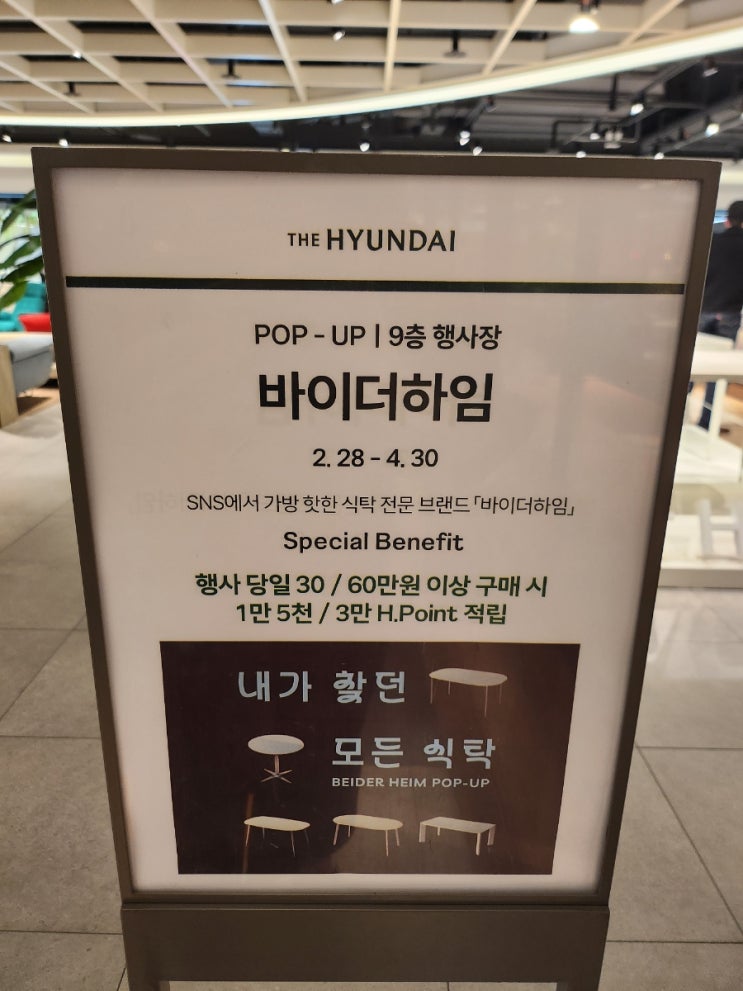 THE HYUNDAI
POP - UP | 9층 행사장
바이더하임
2. 28 - 4. 30
SNS에서 가방 핫한 식탁 전문 브랜드 「바이더하임」
Special Benefit
행사 당일 30 / 60만원 이상 구매 시
1만 5천 / 3만 H.Point 적립
내가 찾던
모든 식탁
BEIDER HEIM POP-UP